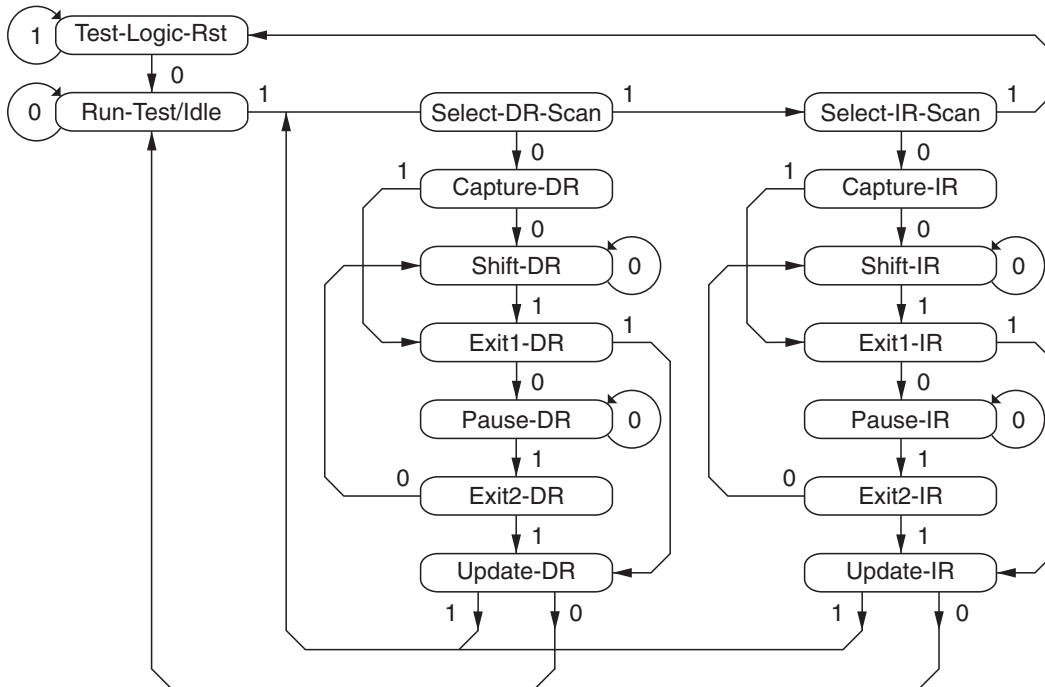 1 Test-Logic-Rst
0
0 Run-Test/Idle 1 Select-DR-Scan 1 Select-IR-Scan 1
0 0
1 Capture-DR 1 Capture-IR
0 0
Shift-DR 0 Shift-IR 0
1 1
Exit1-DR 1 Exit1-IR 1
0 0
Pause-DR 0 Pause-IR 0
1 1
0 Exit2-DR 0 Exit2-IR
1 1
Update-DR Update-IR
1 0 1 0